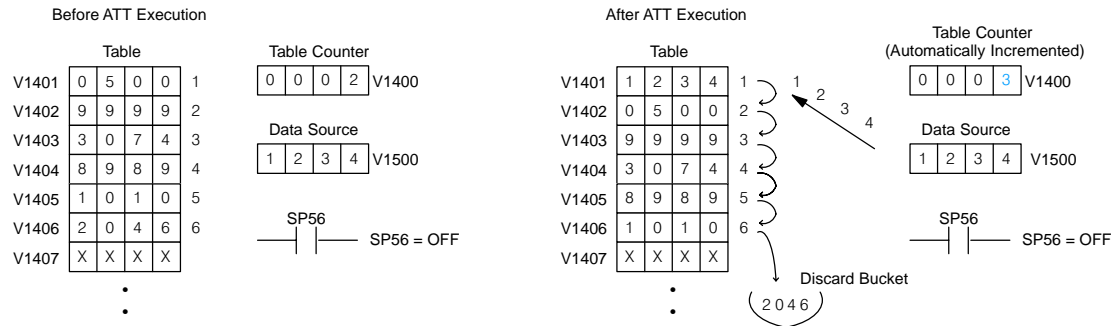 Before ATT Execution
Table
V1401 0 5 0 0 1
V1402 9 9 9 9 2
V1403 3 0 7 4 3
V1404 8 9 8 9 4
V1405 1 0 1 0 5
V1406 2 0 4 6 6
V1407 X X X X
Table Counter
0 0 0 2 V1400
Data Source
1 2 3 4 V1500
SP56
SP56 = OFF
After ATT Execution
Table
V1401 1 2 3 4 1
V1402 0 5 0 0 2
V1403 9 9 9 9 3
V1404 3 0 7 4 4
V1405 8 9 8 9 5
V1406 1 0 1 0 6
V1407 X X X X
1 2 3 4
Discard Bucket
2 0 4 6
Table Counter
(Automatically Incremented)
0 0 0 3 V1400
Data Source
1 2 3 4 V1500
SP56
SP56 = OFF